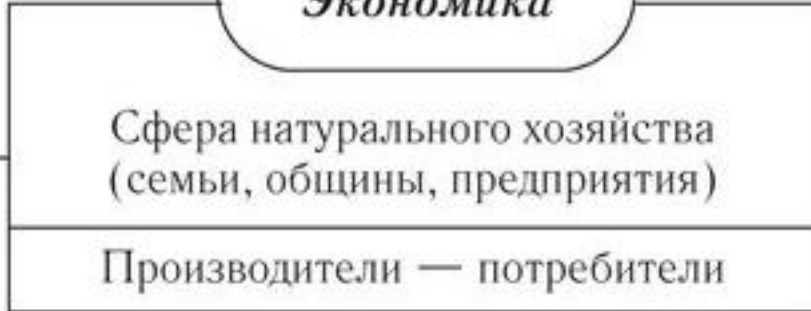 Экономика
Сфера натурального хозяйства
(семьи, общины, предприятия)
Производители — потребители